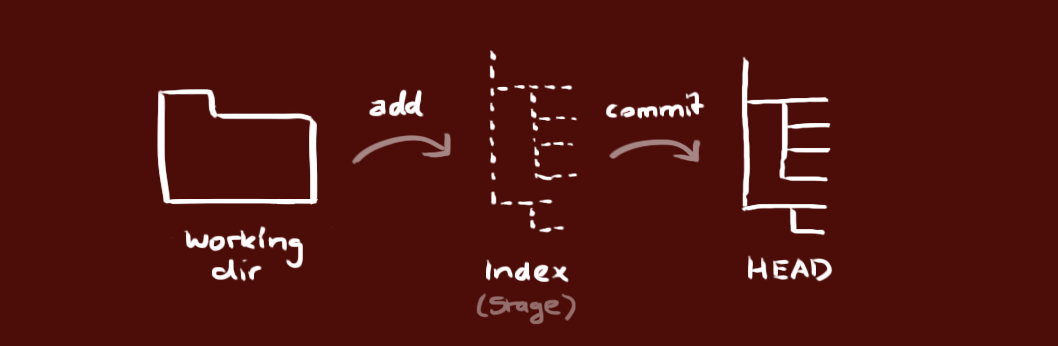 add
commit
working
dir
Index
(Stage)
HEAD